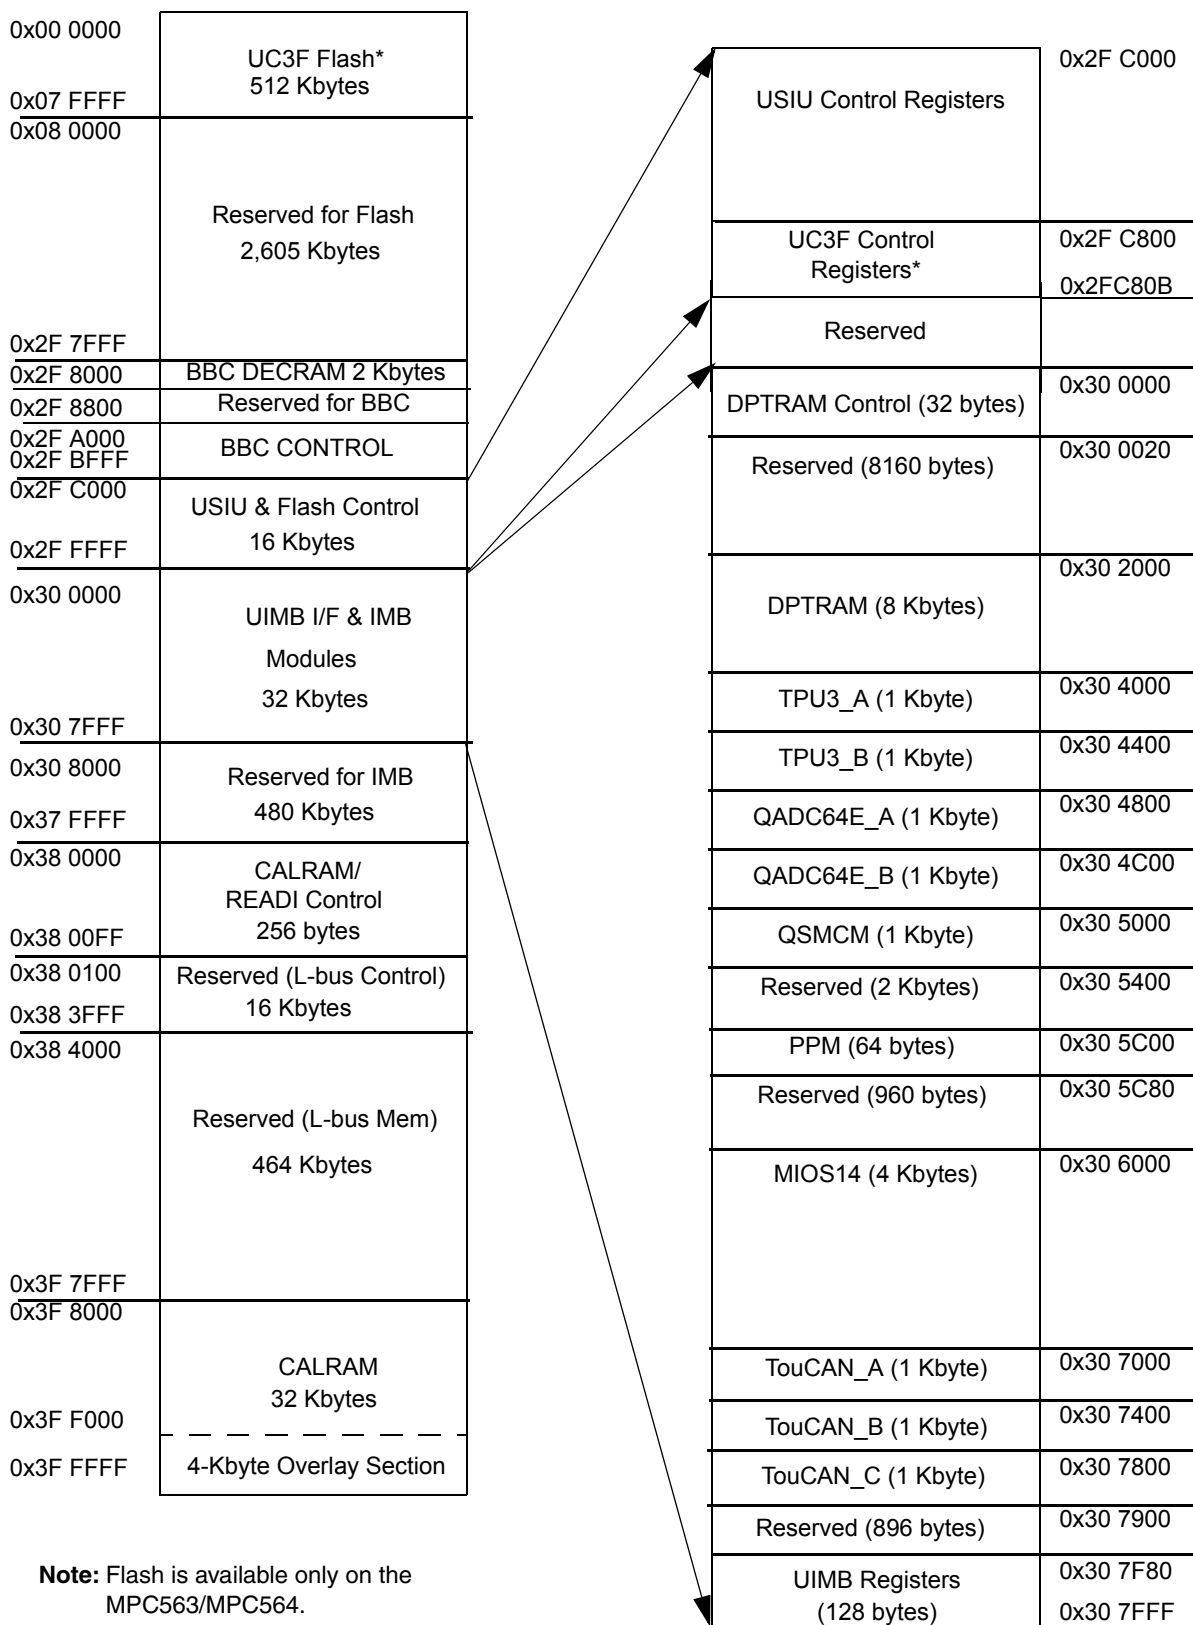 0x00 0000
UC3F Flash*
512 Kbytes
0x07 FFFF
0x08 0000
Reserved for Flash
2,605 Kbytes
0x2F 7FFF
0x2F 8000
BBC DECRAM 2 Kbytes
0x2F 8800
Reserved for BBC
0x2F A000
BBC CONTROL
0x2F BFFF
0x2F C000
USIU & Flash Control
16 Kbytes
0x2F FFFF
0x30 0000
UIMB I/F & IMB
Modules
32 Kbytes
0x30 7FFF
0x30 8000
Reserved for IMB
480 Kbytes
0x37 FFFF
0x38 0000
CALRAM/
READI Control
256 bytes
0x38 00FF
0x38 0100
Reserved (L-bus Control)
16 Kbytes
0x38 3FFF
0x38 4000
Reserved (L-bus Mem)
464 Kbytes
0x3F 7FFF
0x3F 8000
CALRAM
32 Kbytes
0x3F F000
4-Kbyte Overlay Section
0x3F FFFF
Note: Flash is available only on the
MPC563/MPC564.
0x2F C000
USIU Control Registers
UC3F Control
Registers*
0x2F C800
0x2FC80B
Reserved
DPTRAM Control (32 bytes)
0x30 0000
Reserved (8160 bytes)
0x30 0020
0x30 2000
DPTRAM (8 Kbytes)
TPU3_A (1 Kbyte)
0x30 4000
TPU3_B (1 Kbyte)
0x30 4400
QADC64E_A (1 Kbyte)
0x30 4800
QADC64E_B (1 Kbyte)
0x30 4C00
QSMCM (1 Kbyte)
0x30 5000
Reserved (2 Kbytes)
0x30 5400
PPM (64 bytes)
0x30 5C00
Reserved (960 bytes)
0x30 5C80
MIOS14 (4 Kbytes)
0x30 6000
TouCAN_A (1 Kbyte)
0x30 7000
TouCAN_B (1 Kbyte)
0x30 7400
TouCAN_C (1 Kbyte)
0x30 7800
Reserved (896 bytes)
0x30 7900
UIMB Registers
(128 bytes)
0x30 7F80
0x30 7FFF